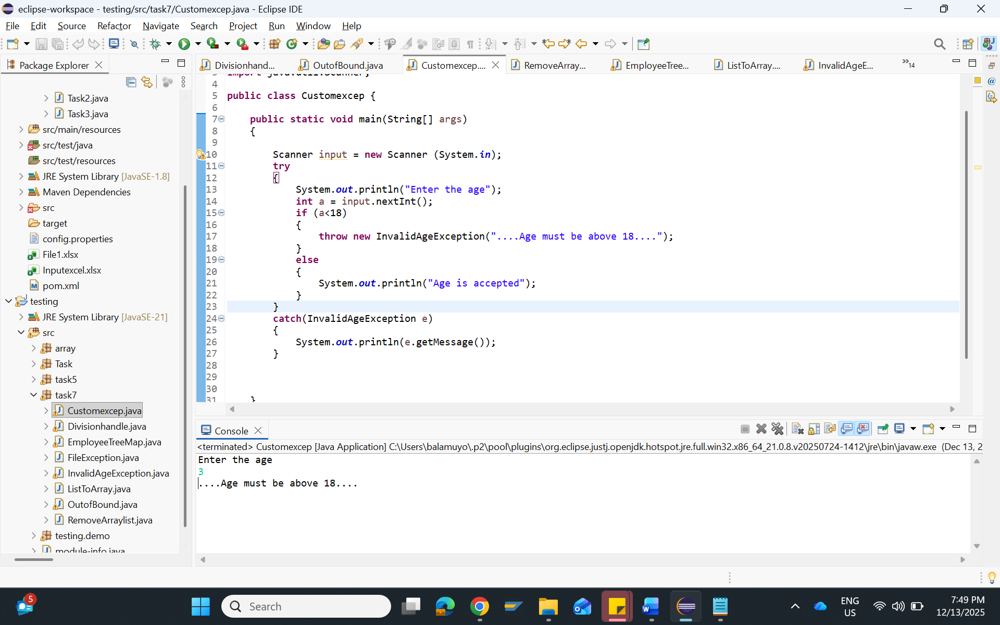 eclipse-workspace - testing/src/task7/Customexcep.java - Eclipse IDE
File Edit Source Refactor Navigate Search Project Run Window Help
Package Explorer
Task2.java
Task3.java
src/main/resources
src/test/java
src/test/resources
JRE System Library [JavaSE-1.8]
Maven Dependencies
src
target
config.properties
File1.xlsx
Inputexcel.xlsx
pom.xml
testing
JRE System Library [JavaSE-21]
src
array
Task
task5
task7
Customexcep.java
Divisionhandle.java
EmployeeTreeMap.java
FileException.java
InvalidAgeException.java
ListToArray.java
OutofBound.java
RemoveArraylist.java
testing.demo
module-info.java
Divisionhand... OutofBound.java Customexcep.... RemoveArray... EmployeeTree... ListToArray.... InvalidAgeE... »14
3 import java.util.Scanner;
4
5 public class Customexcep {
6
7 public static void main(String[] args)
8 {
9
10 Scanner input = new Scanner (System.in);
11 try
12 {
13 System.out.println("Enter the age");
14 int a = input.nextInt();
15 if (a<18)
16 {
17 throw new InvalidAgeException("....Age must be above 18....");
18 }
19 else
20 {
21 System.out.println("Age is accepted");
22 }
23 }
24 catch(InvalidAgeException e)
25 {
26 System.out.println(e.getMessage());
27 }
28
29
30
31 }
Console
<terminated> Customexcep [Java Application] C:\Users\balamuyo\.p2\pool\plugins\org.eclipse.justj.openjdk.hotspot.jre.full.win32.x86_64_21.0.8.v20250724-1412\jre\bin\javaw.exe (Dec 13, 2
Enter the age
3
....Age must be above 18....
5
Search
ENG
US
7:49 PM
12/13/2025